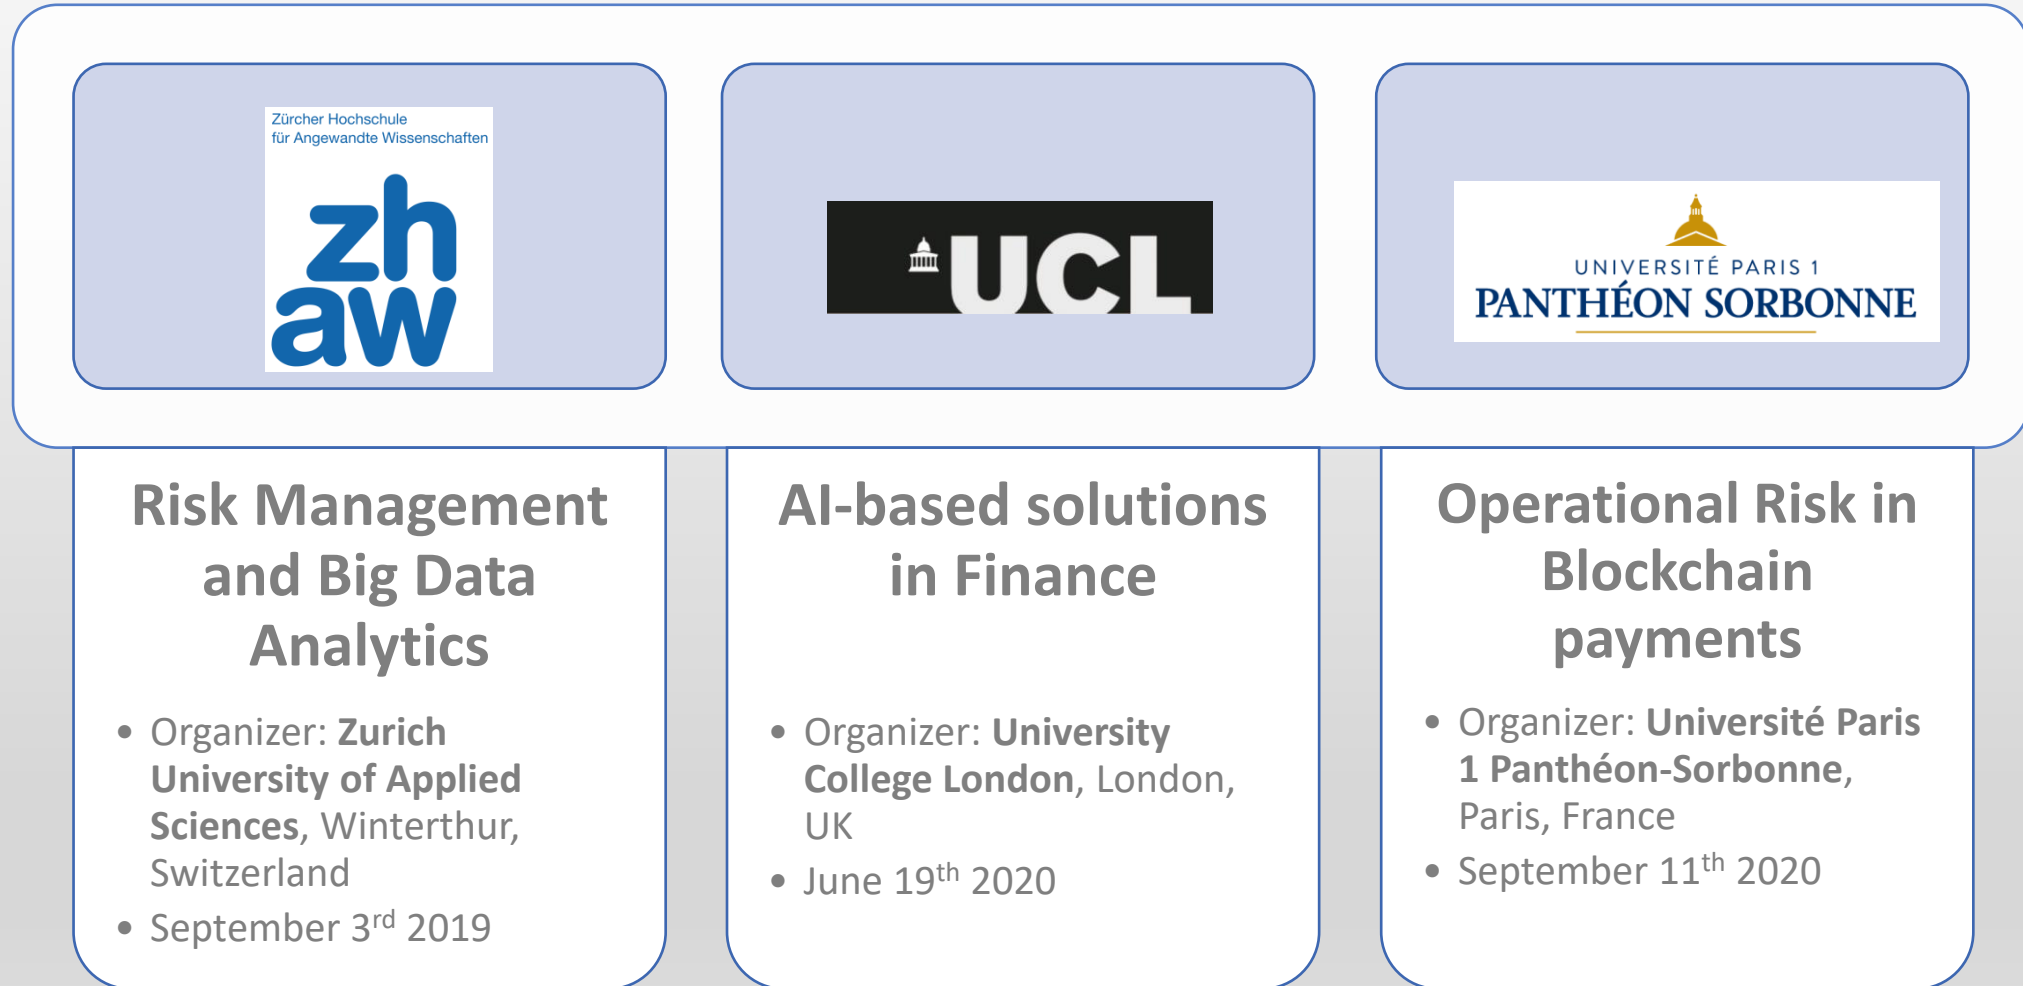 Zürcher Hochschule
für Angewandte Wissenschaften
zh
aw
UCL
UNIVERSITÉ PARIS 1
PANTHÉON SORBONNE
Risk Management
and Big Data
Analytics
• Organizer: Zurich
University of Applied
Sciences, Winterthur,
Switzerland
• September 3rd 2019
AI-based solutions
in Finance
• Organizer: University
College London, London,
UK
• June 19th 2020
Operational Risk in
Blockchain
payments
• Organizer: Université Paris
1 Panthéon-Sorbonne,
Paris, France
• September 11th 2020